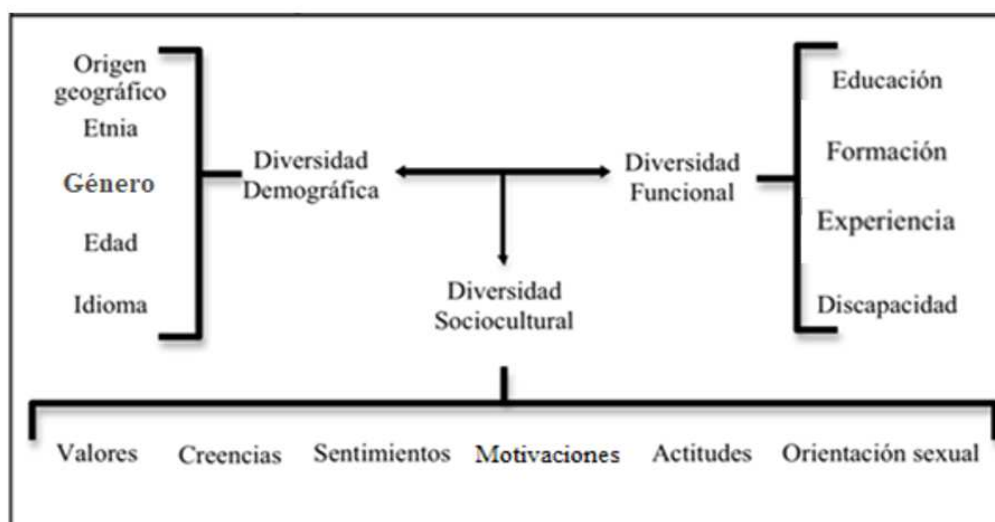 Origen
geográfico
Etnia
Género
Edad
Idioma
Diversidad
Demográfica
Diversidad
Funcional
Educación
Formación
Experiencia
Discapacidad
Diversidad
Sociocultural
Valores Creencias Sentimientos Motivaciones Actitudes Orientación sexual